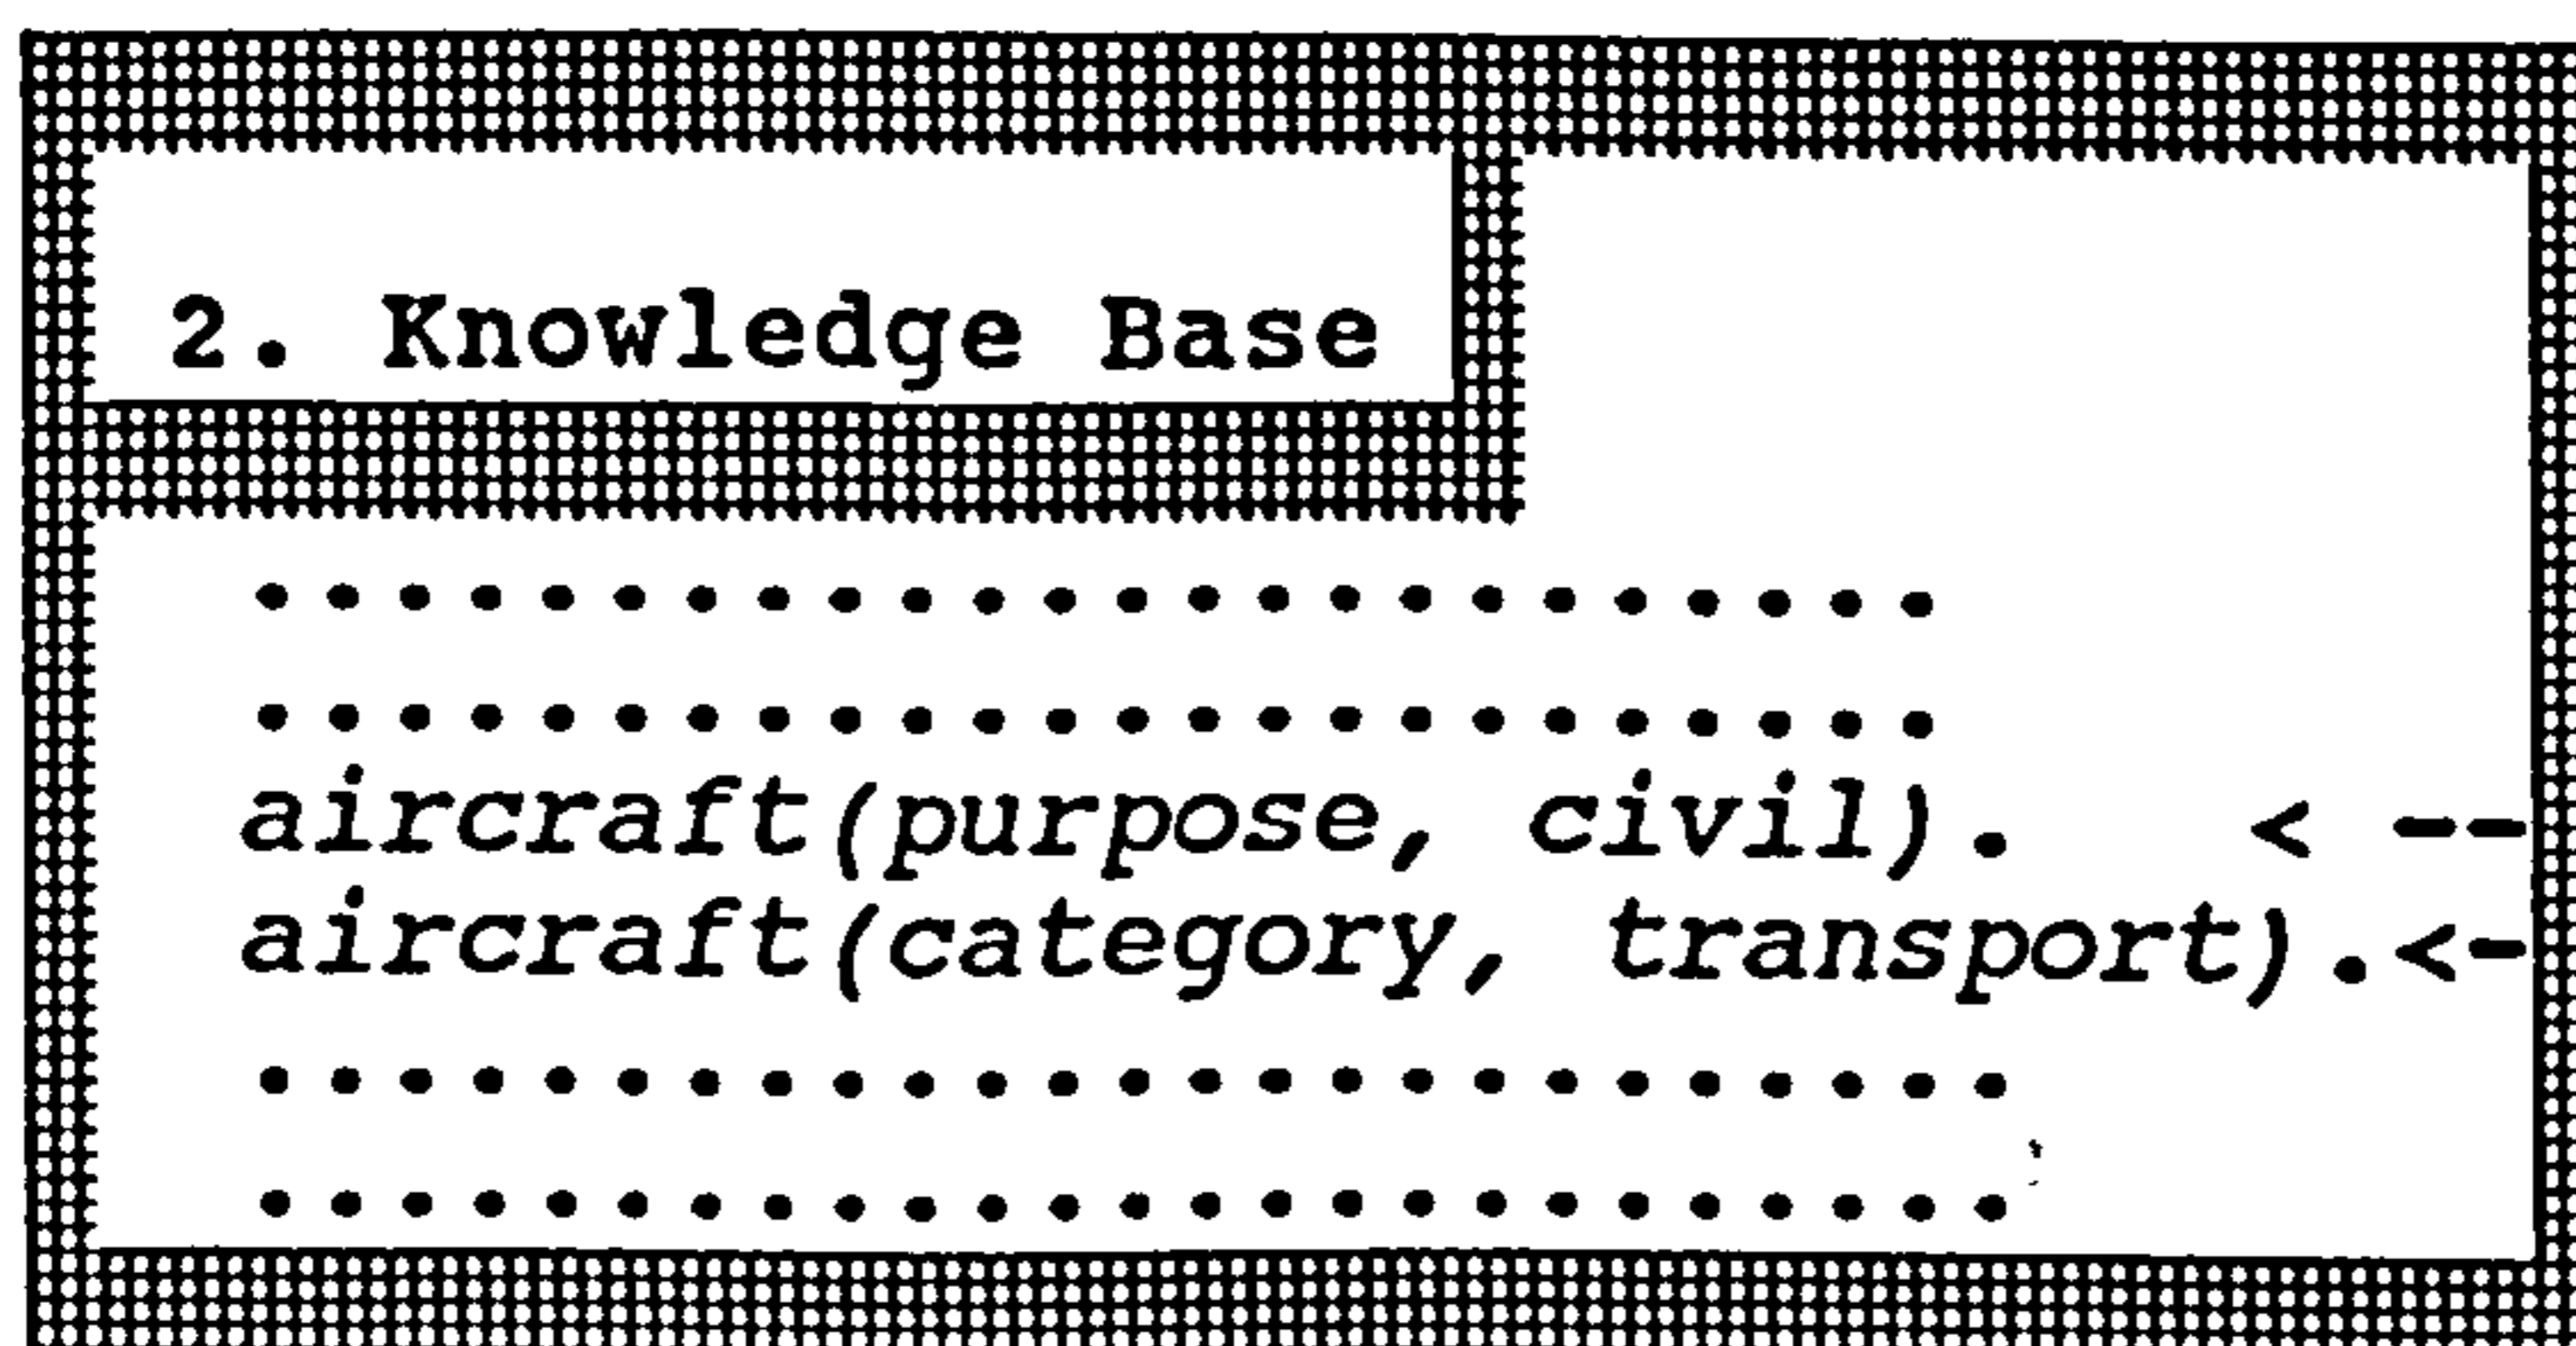 2. Knowledge Base
. . . . . . . . . . . . . . . . . . . . . . . .
. . . . . . . . . . . . . . . . . . . . . . . .
aircraft(purpose, civil).   < --
aircraft(category, transport).<-
. . . . . . . . . . . . . . . . . . . . . . . . .
. . . . . . . . . . . . . . . . . . . . . . . . .